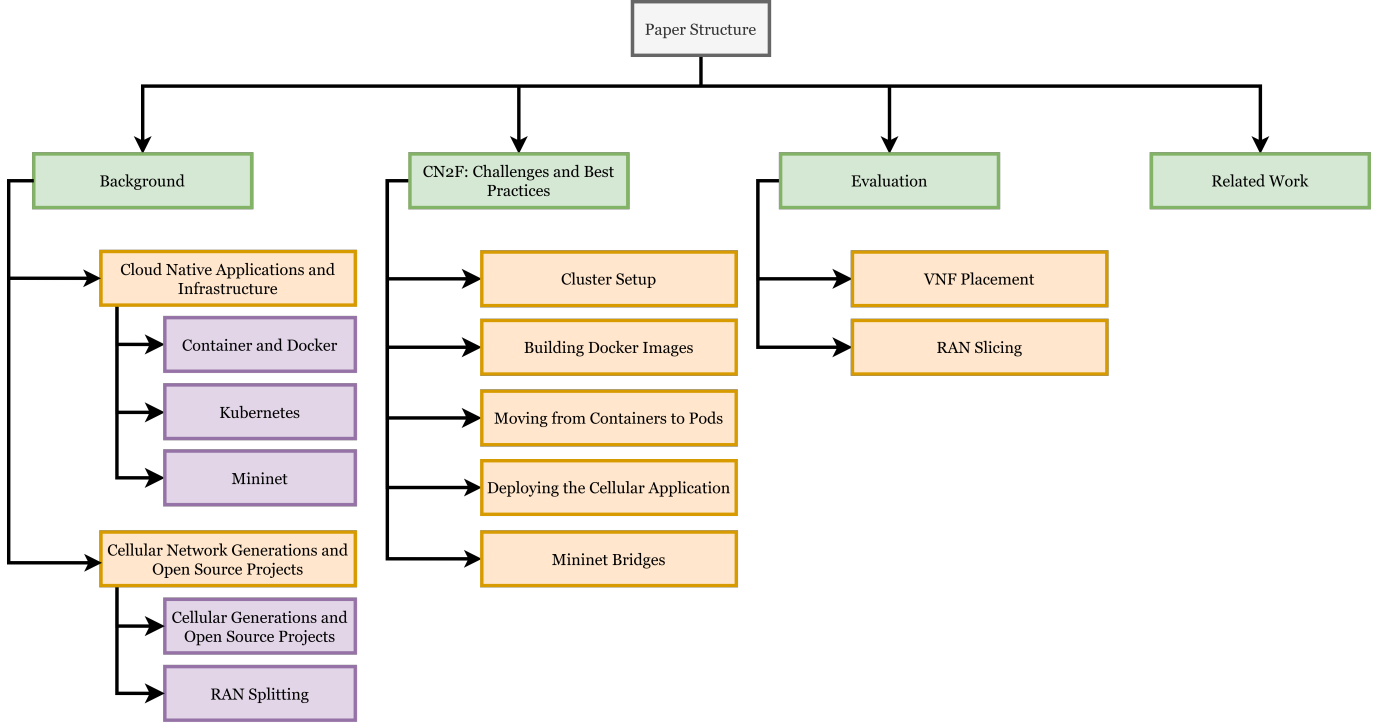 Paper Structure
Background
CN2F: Challenges and Best
Practices
Evaluation
Related Work
Cloud Native Applications and
Infrastructure
Container and Docker
Kubernetes
Mininet
Cellular Network Generations and
Open Source Projects
Cellular Generations and
Open Source Projects
RAN Splitting
Cluster Setup
Building Docker Images
Moving from Containers to Pods
Deploying the Cellular Application
Mininet Bridges
VNF Placement
RAN Slicing